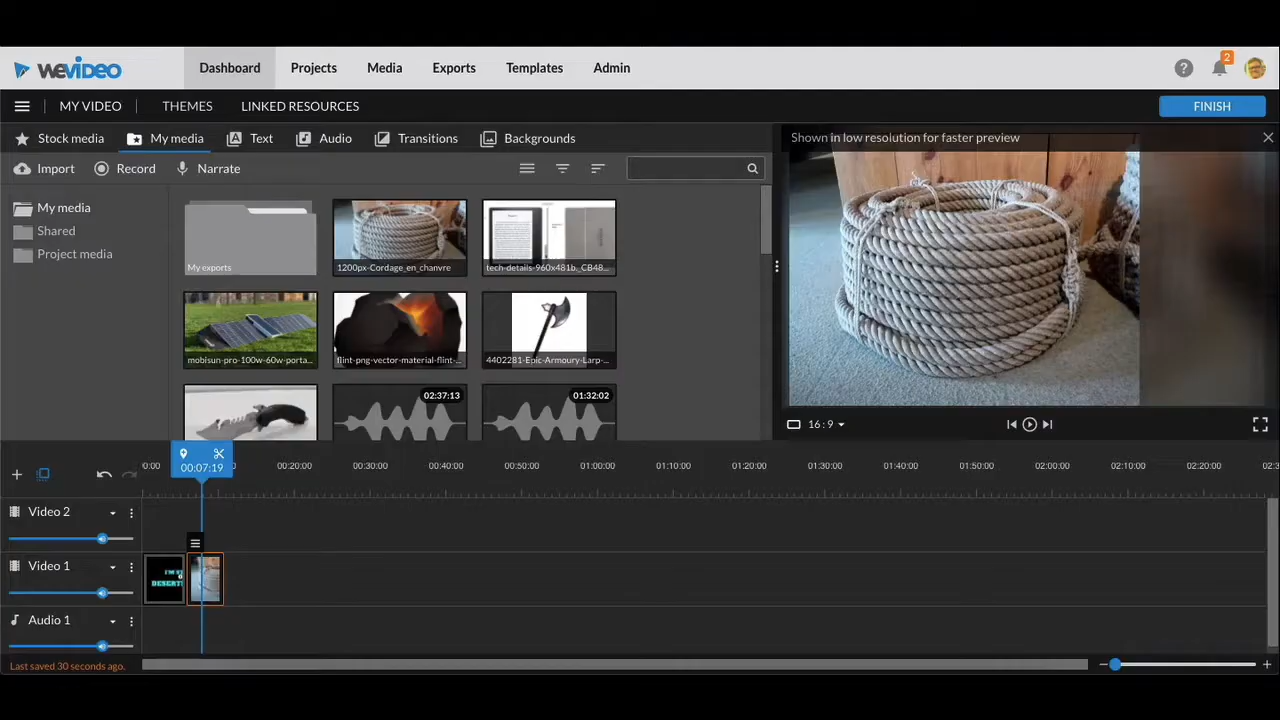 WEVIDEO
Dashboard
Projects
Media
Exports
Templates
Admin
2
MY VIDEO
THEMES
LINKED RESOURCES
FINISH
Stock media
My media
Text
Audio
Transitions
Backgrounds
Shown in low resolution for faster preview
Import
Record
Narrate
My media
Shared
Project media
My exports
1200px-Cordage_en_chanvre
tech-details-960x481b._CB48...
mobisun-pro-100w-60w-porta...
flint-png-vector-material-flint-...
4402281-Epic-Armoury-Larp-...
02:37:13
01:32:02
16:9
00:07:19
0:00
00:20:00
00:30:00
00:40:00
00:50:00
01:00:00
01:10:00
01:20:00
01:30:00
01:40:00
01:50:00
02:00:00
02:10:00
02:20:00
02:3
Video 2
Video 1
I'M
DESERT
Audio 1
Last saved 30 seconds ago.